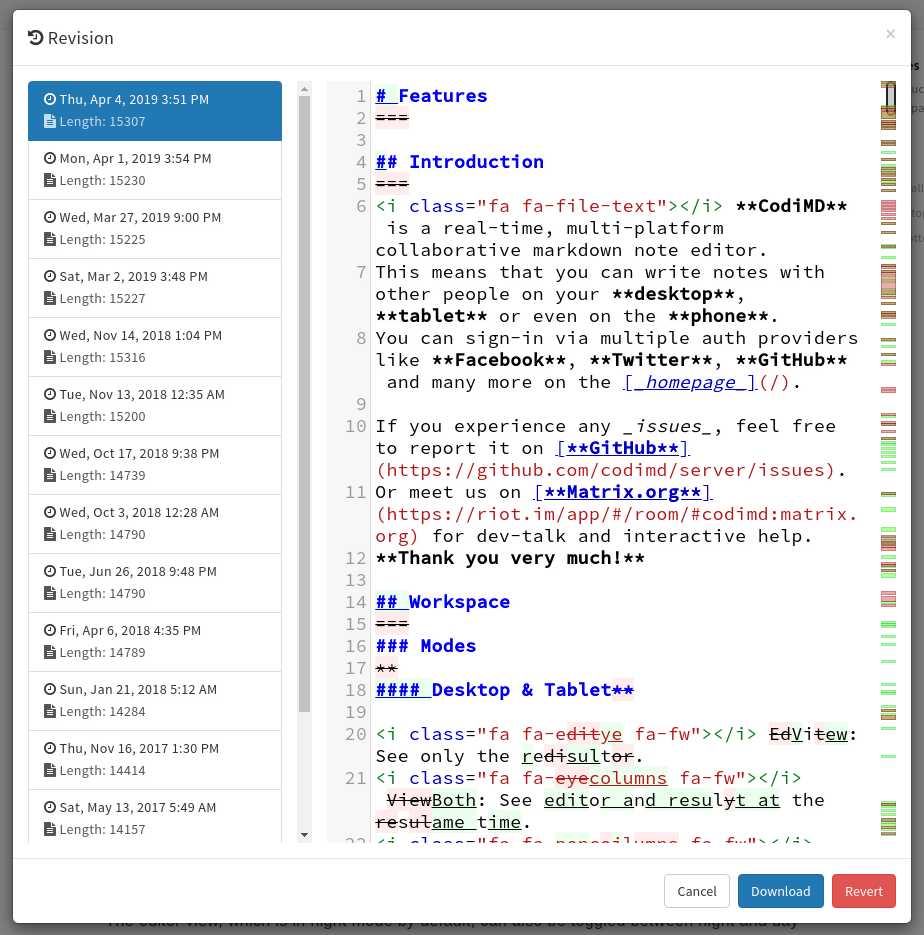 Revision
×
Thu, Apr 4, 2019 3:51 PM
Length: 15307
Mon, Apr 1, 2019 3:54 PM
Length: 15230
Wed, Mar 27, 2019 9:00 PM
Length: 15225
Sat, Mar 2, 2019 3:48 PM
Length: 15227
Wed, Nov 14, 2018 1:04 PM
Length: 15316
Tue, Nov 13, 2018 12:35 AM
Length: 15200
Wed, Oct 17, 2018 9:38 PM
Length: 14739
Wed, Oct 3, 2018 12:28 AM
Length: 14790
Tue, Jun 26, 2018 9:48 PM
Length: 14790
Fri, Apr 6, 2018 4:35 PM
Length: 14789
Sun, Jan 21, 2018 5:12 AM
Length: 14284
Thu, Nov 16, 2017 1:30 PM
Length: 14414
Sat, May 13, 2017 5:49 AM
Length: 14157
1 # Features
2 ===
3
4 ## Introduction
5 ===
6 <i class="fa fa-file-text"></i> **CodiMD**
is a real-time, multi-platform
collaborative markdown note editor.
7 This means that you can write notes with
other people on your **desktop**,
**tablet** or even on the **phone**.
8 You can sign-in via multiple auth providers
like **Facebook**, **Twitter**, **GitHub**
and many more on the [_homepage_](/).
9
10 If you experience any _issues_, feel free
to report it on [**GitHub**]
(https://github.com/codimd/server/issues).
11 Or meet us on [**Matrix.org**]
(https://riot.im/app/#/room/#codimd:matrix.
org) for dev-talk and interactive help.
12 **Thank you very much!**
13
14 ## Workspace
15 ===
16 ### Modes
17 **
18 #### Desktop & Tablet**
19
20 <i class="fa fa-editye fa-fw"></i> EdVitew:
See only the redisultor.
21 <i class="fa fa-eyecolumns fa-fw"></i>
ViewBoth: See editor and resulyt at the
resulame time.
Cancel
Download
Revert